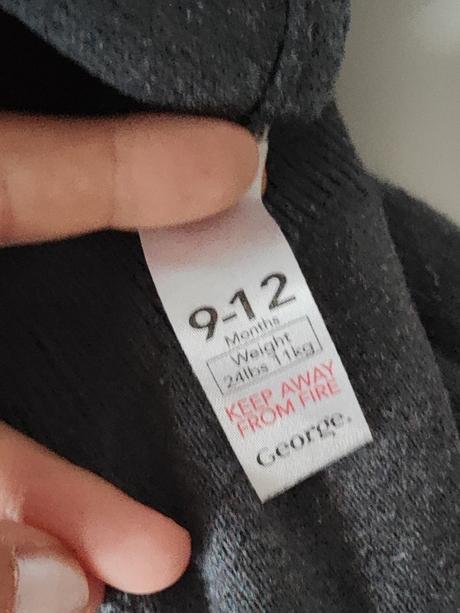 9-12
Months
Weight
24lbs 11kg
KEEP AWAY
FROM FIRE
George.